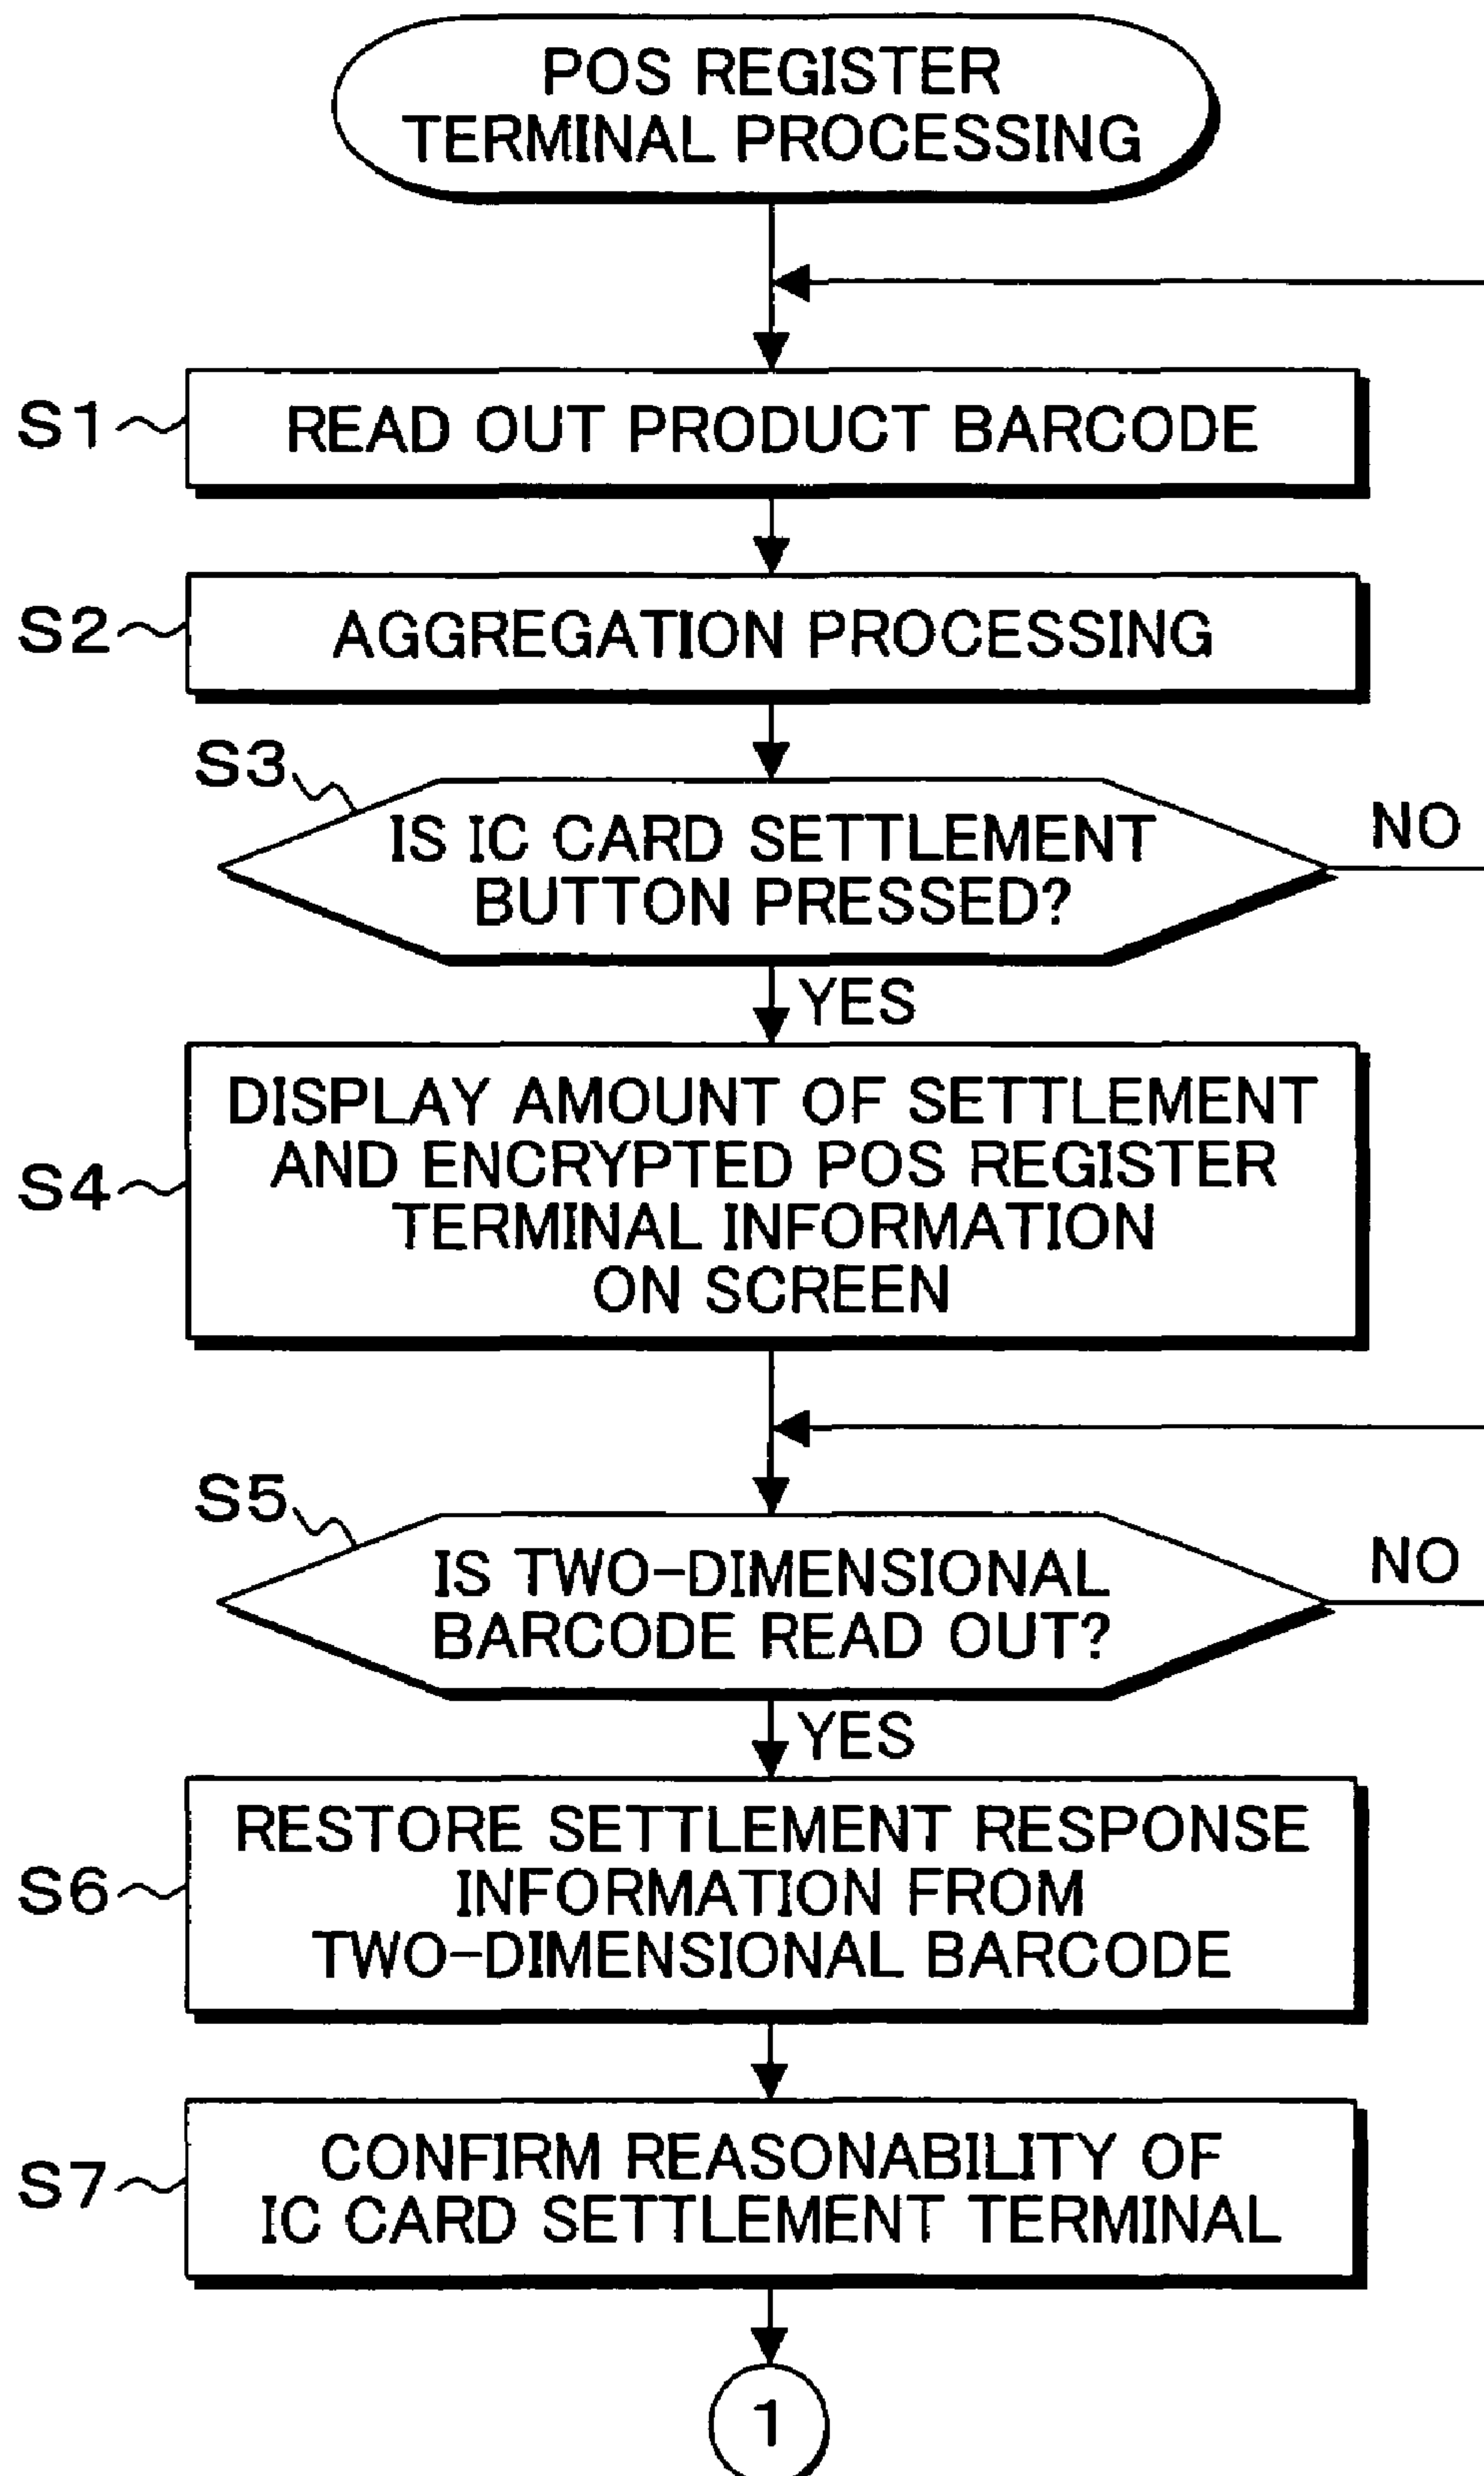 POS REGISTER
TERMINAL PROCESSING
S1
READ OUT PRODUCT BARCODE
S2
AGGREGATION PROCESSING
S3
IS IC CARD SETTLEMENT
BUTTON PRESSED?
NO
YES
S4
DISPLAY AMOUNT OF SETTLEMENT
AND ENCRYPTED POS REGISTER
TERMINAL INFORMATION
ON SCREEN
S5
IS TWO-DIMENSIONAL
BARCODE READ OUT?
NO
YES
S6
RESTORE SETTLEMENT RESPONSE
INFORMATION FROM
TWO-DIMENSIONAL BARCODE
S7
CONFIRM REASONABILITY OF
IC CARD SETTLEMENT TERMINAL
1